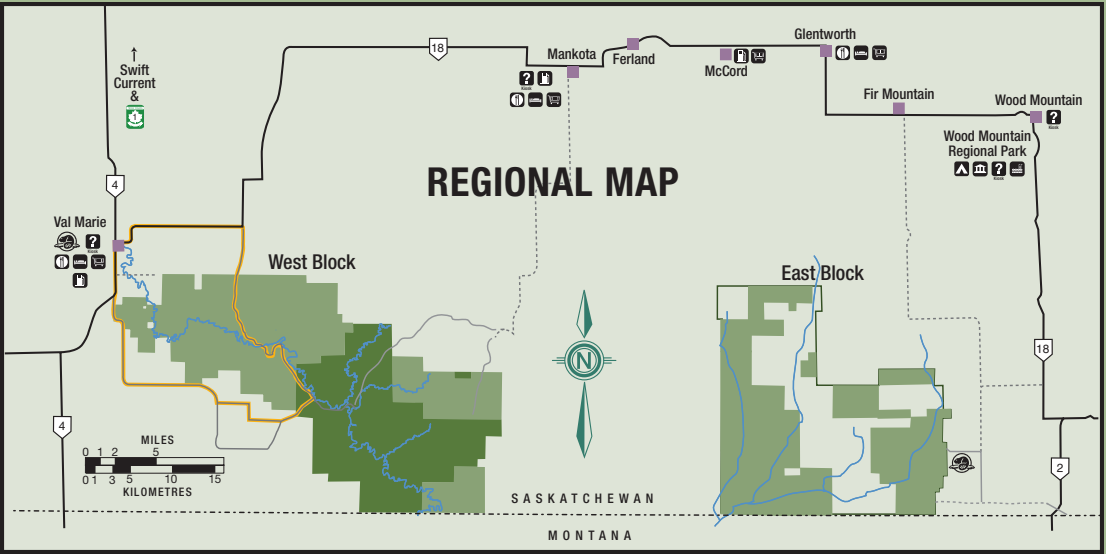 Swift
Current
&
1
18
Mankota
?
Kiosk
Ferland
McCord
Glentworth
Fir Mountain
Wood Mountain
?
Kiosk
Wood Mountain
Regional Park
?
Kiosk
REGIONAL MAP
4
Val Marie
?
Kiosk
West Block
East Block
N
18
4
2
MILES
0 1 2 5
0 1 3 5 10 15
KILOMETRES
SASKATCHEWAN
MONTANA